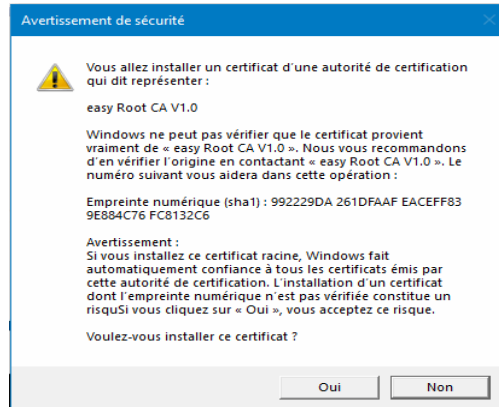 Avertissement de sécurité
Vous allez installer un certificat d'une autorité de certification
qui dit représenter :
easy Root CA V1.0
Windows ne peut pas vérifier que le certificat provient
vraiment de « easy Root CA V1.0 ». Nous vous recommandons
d'en vérifier l'origine en contactant « easy Root CA V1.0 ». Le
numéro suivant vous aidera dans cette opération :
Empreinte numérique (sha1) : 992229DA 261DFAAF EACEFF83
9E884C76 FC8132C6
Avertissement :
Si vous installez ce certificat racine, Windows fait
automatiquement confiance à tous les certificats émis par
cette autorité de certification. L'installation d'un certificat
dont l'empreinte numérique n'est pas vérifiée constitue un
risquSi vous cliquez sur « Oui », vous acceptez ce risque.
Voulez-vous installer ce certificat ?
Oui
Non